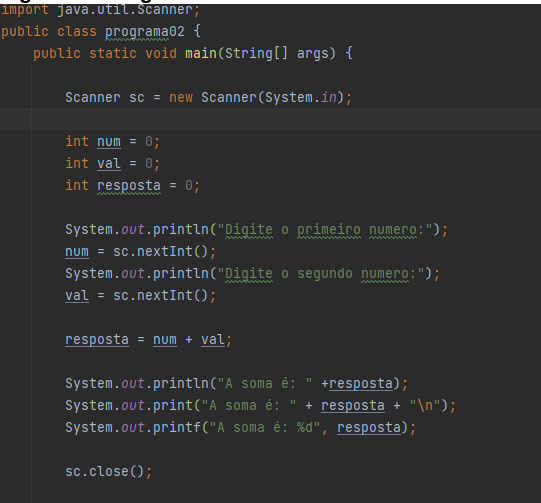 import java.util.Scanner;
public class programa02 {
public static void main(String[] args) {
Scanner sc = new Scanner(System.in);
int num = 0;
int val = 0;
int resposta = 0;
System.out.println("Digite o primeiro numero:");
num = sc.nextInt();
System.out.println("Digite o segundo numero:");
val = sc.nextInt();
resposta = num + val;
System.out.println("A soma é: " +resposta);
System.out.print("A soma é: " + resposta + "\n");
System.out.printf("A soma é: %d", resposta);
sc.close();